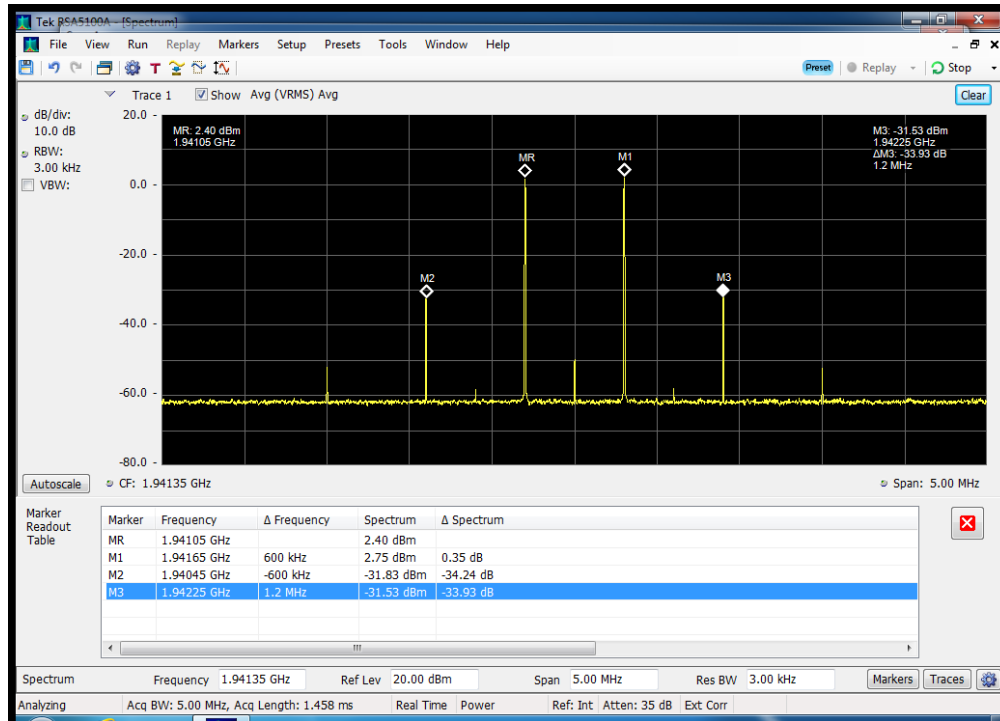 Tek RSA5100A - [Spectrum]
File View Run Replay Markers Setup Presets Tools Window Help
T Preset Replay Stop
Trace 1 Show Avg (VRMS) Avg Clear
dB/div:
10.0 dB
RBW:
3.00 kHz
VBW:
20.0
0.0
-20.0
-40.0
-60.0
-80.0
MR: 2.40 dBm
1.94105 GHz
M3: -31.53 dBm
1.94225 GHz
ΔM3: -33.93 dB
1.2 MHz
MR M1
M2 M3
Autoscale CF: 1.94135 GHz Span: 5.00 MHz
Marker
Readout
Table
Marker Frequency Δ Frequency Spectrum Δ Spectrum
MR 1.94105 GHz 2.40 dBm
M1 1.94165 GHz 600 kHz 2.75 dBm 0.35 dB
M2 1.94045 GHz -600 kHz -31.83 dBm -34.24 dB
M3 1.94225 GHz 1.2 MHz -31.53 dBm -33.93 dB
Spectrum Frequency 1.94135 GHz Ref Lev 20.00 dBm Span 5.00 MHz Res BW 3.00 kHz Markers Traces
Analyzing Acq BW: 5.00 MHz, Acq Length: 1.458 ms Real Time Power Ref: Int Atten: 35 dB Ext Corr